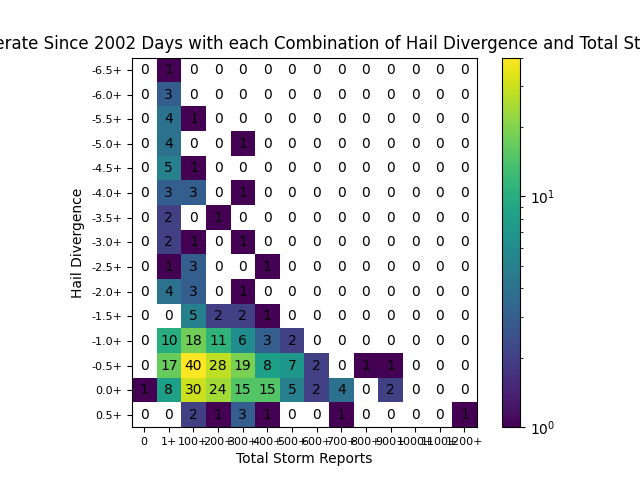 erate Since 2002 Days with each Combination of Hail Divergence and Total St
-6.5+ 0 1 0 0 0 0 0 0 0 0 0 0 0 0
-6.0+ 0 3 0 0 0 0 0 0 0 0 0 0 0 0
-5.5+ 0 4 1 0 0 0 0 0 0 0 0 0 0 0
-5.0+ 0 4 0 0 1 0 0 0 0 0 0 0 0 0
-4.5+ 0 5 1 0 0 0 0 0 0 0 0 0 0 0
-4.0+ 0 3 3 0 1 0 0 0 0 0 0 0 0 0
-3.5+ 0 2 0 1 0 0 0 0 0 0 0 0 0 0
-3.0+ 0 2 1 0 1 0 0 0 0 0 0 0 0 0
-2.5+ 0 1 3 0 0 1 0 0 0 0 0 0 0 0
-2.0+ 0 4 3 0 1 0 0 0 0 0 0 0 0 0
-1.5+ 0 0 5 2 2 1 0 0 0 0 0 0 0 0
-1.0+ 0 10 18 11 6 3 2 0 0 0 0 0 0 0
-0.5+ 0 17 40 28 19 8 7 2 0 1 1 0 0 0
0.0+ 1 8 30 24 15 15 5 2 4 0 2 0 0 0
0.5+ 0 0 2 1 3 1 0 0 1 0 0 0 0 1
0 1+ 100+ 200+ 300+ 400+ 500+ 600+ 700+ 800+ 900+ 1000+ 1100+ 1200+
Total Storm Reports
Hail Divergence
10¹
10⁰